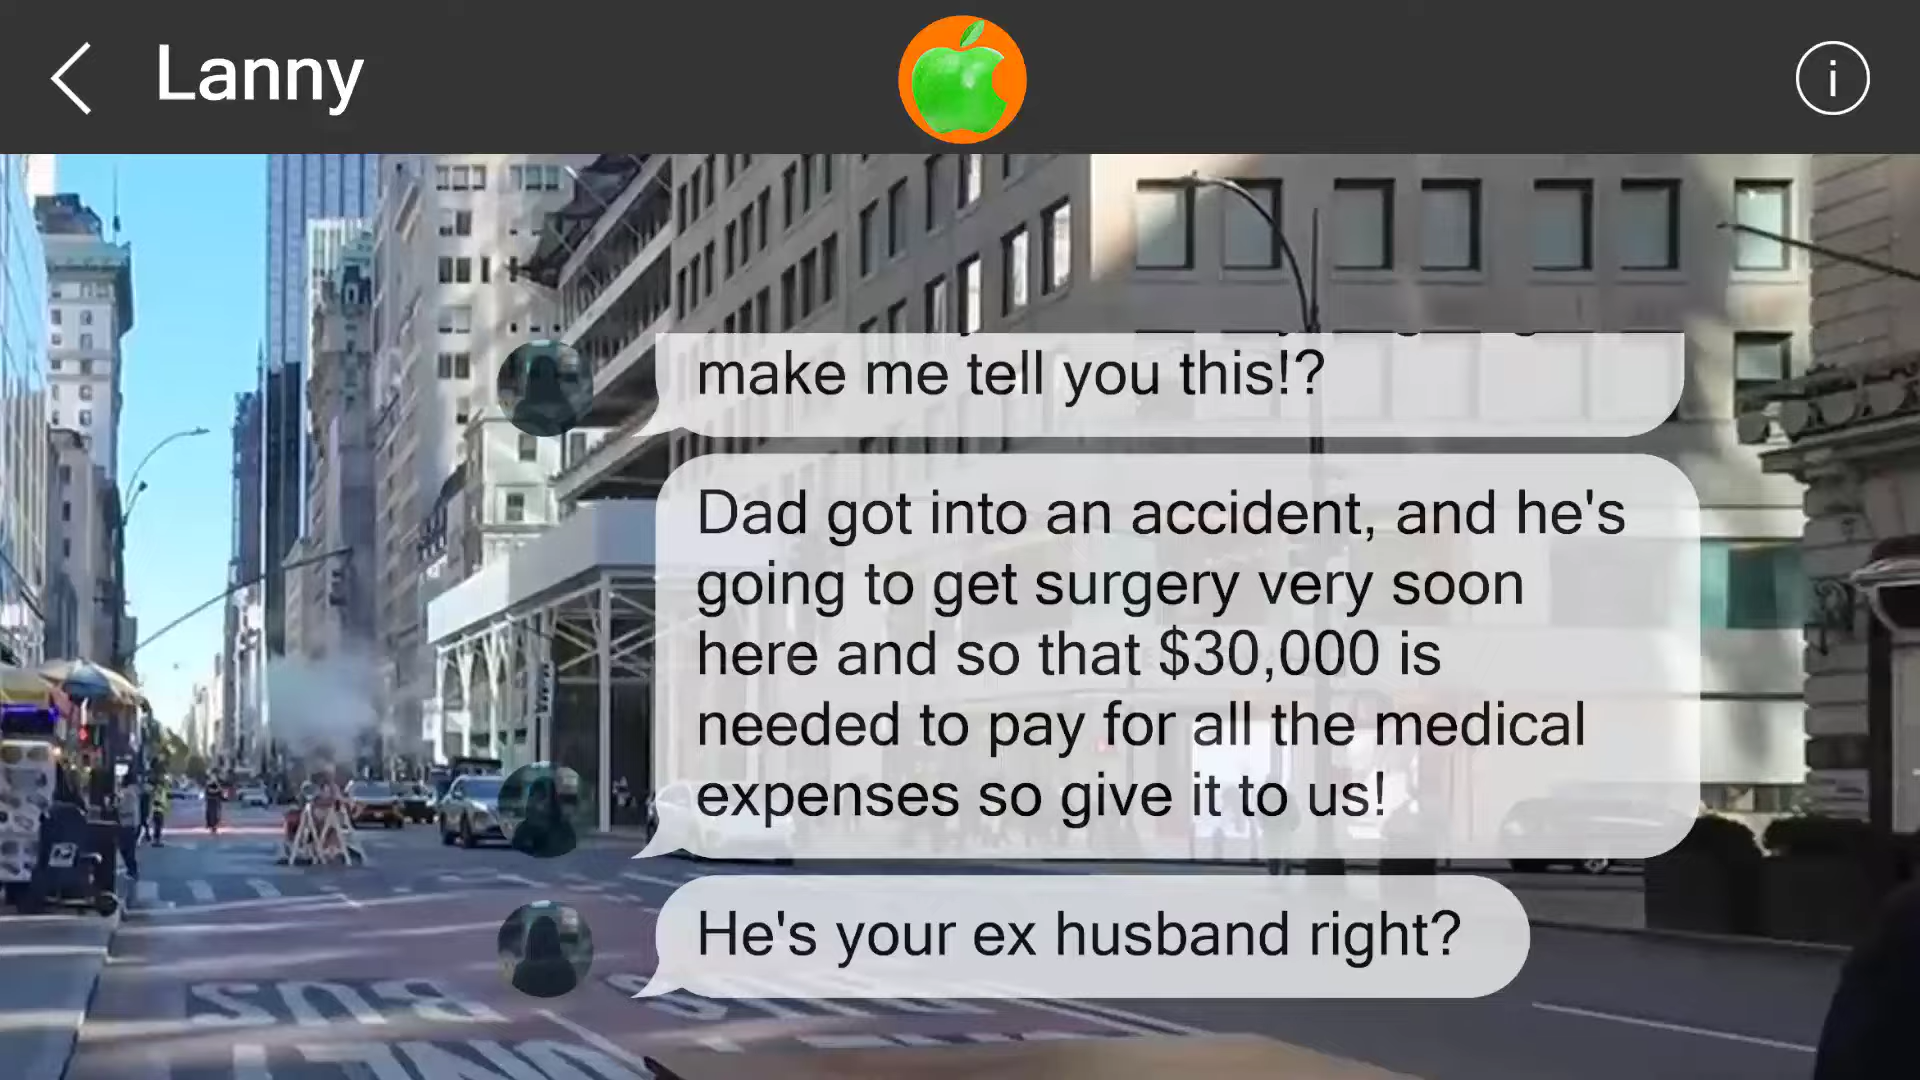 Lanny
make me tell you this!?
Dad got into an accident, and he's
going to get surgery very soon
here and so that $30,000 is
needed to pay for all the medical
expenses so give it to us!
He's your ex husband right?
BUS
ONLY